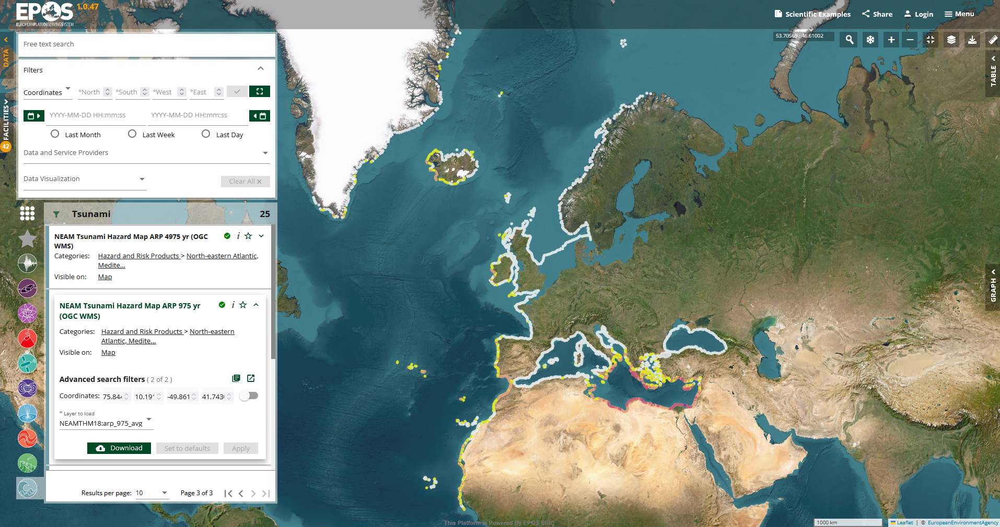 EPOS 1.0.47
EUROPEAN PLATE OBSERVING SYSTEM
Scientific Examples
Share
Login
Menu
53.70569 : 46.61002
DATA
FACILITIES
42
TABLE
GRAPH
Free text search
Filters
Coordinates °North °South °West °East
YYYY-MM-DD HH:mm:ss YYYY-MM-DD HH:mm:ss
Last Month Last Week Last Day
Data and Service Providers
Data Visualization
Clear All
Tsunami 25
NEAM Tsunami Hazard Map ARP 4975 yr (OGC
WMS)
Categories: Hazard and Risk Products > North-eastern Atlantic,
Medite...
Visible on: Map
NEAM Tsunami Hazard Map ARP 975 yr
(OGC WMS)
Categories: Hazard and Risk Products > North-eastern
Atlantic, Medite...
Visible on: Map
Advanced search filters ( 2 of 2 )
Coordinates: 75.844 10.191 -49.861 41.743
* Layer to load
NEAMTHM18:arp_975_avg
Download Set to defaults Apply
Results per page: 10 Page 3 of 3
This Platform is Powered By EPOS ERIC
1000 km
Leaflet | © EuropeanEnvironmentAgency